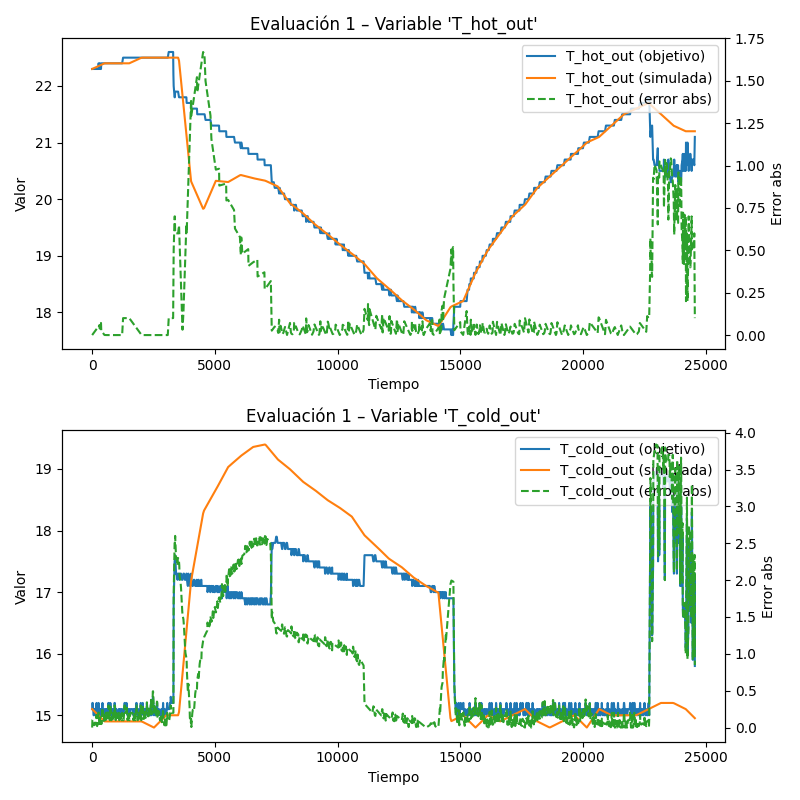 Evaluación 1 – Variable 'T_hot_out'
T_hot_out (objetivo)
T_hot_out (simulada)
T_hot_out (error abs)
Valor
22
21
20
19
18
1.75
1.50
1.25
1.00
0.75
0.50
0.25
0.00
Error abs
0
5000
10000
15000
20000
25000
Tiempo
Evaluación 1 – Variable 'T_cold_out'
T_cold_out (objetivo)
T_cold_out (simulada)
T_cold_out (error abs)
Valor
19
18
17
16
15
4.0
3.5
3.0
2.5
2.0
1.5
1.0
0.5
0.0
Error abs
0
5000
10000
15000
20000
25000
Tiempo